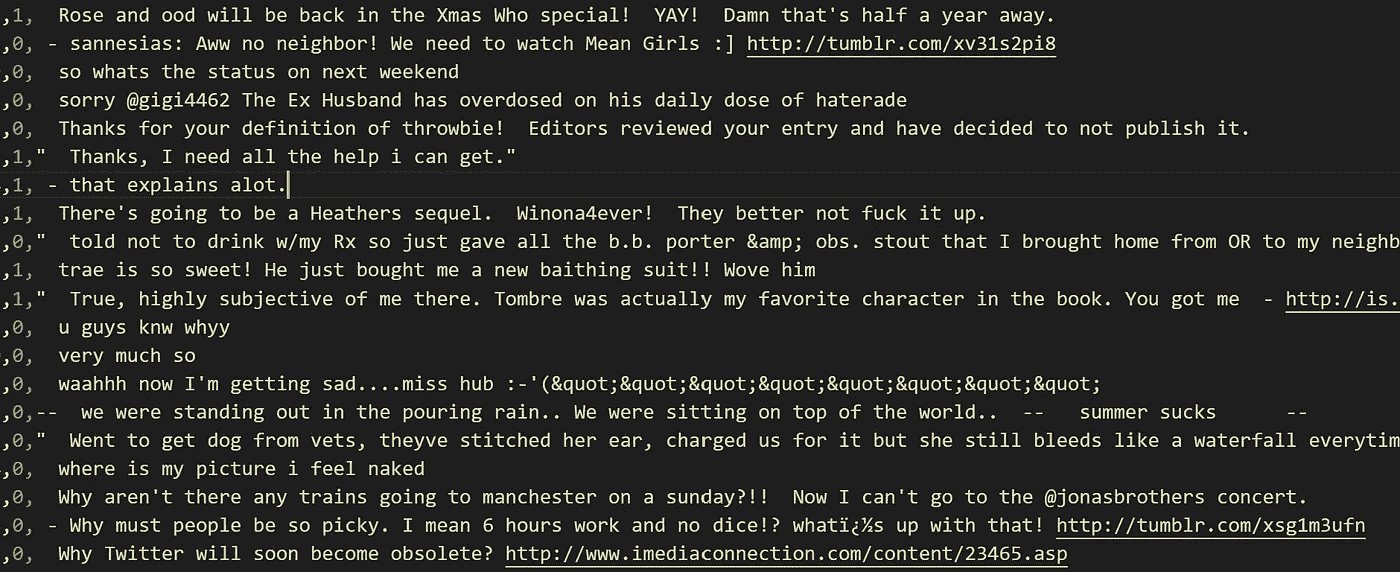 ,1,  Rose and ood will be back in the Xmas Who special!  YAY!  Damn that's half a year away.
,0, - sannesias: Aww no neighbor! We need to watch Mean Girls :] http://tumblr.com/xv31s2pi8
,0,  so whats the status on next weekend
,0,  sorry @gigi4462 The Ex Husband has overdosed on his daily dose of haterade
,0,  Thanks for your definition of throwbie!  Editors reviewed your entry and have decided to not publish it.
,1,"  Thanks, I need all the help i can get."
,1, - that explains alot.
,1,  There's going to be a Heathers sequel.  Winona4ever!  They better not fuck it up.
,0,"  told not to drink w/my Rx so just gave all the b.b. porter &amp; obs. stout that I brought home from OR to my neighb
,1,  trae is so sweet! He just bought me a new baithing suit!! Wove him
,1,"  True, highly subjective of me there. Tombre was actually my favorite character in the book. You got me  - http://is.
,0,  u guys knw whyy
,0,  very much so
,0,  waahhh now I'm getting sad....miss hub :-'(&quot;&quot;&quot;&quot;&quot;&quot;&quot;&quot;
,0,--  we were standing out in the pouring rain.. We were sitting on top of the world..  --   summer sucks      --
,0,"  Went to get dog from vets, theyve stitched her ear, charged us for it but she still bleeds like a waterfall everytim
,0,  where is my picture i feel naked
,0,  Why aren't there any trains going to manchester on a sunday?!!  Now I can't go to the @jonasbrothers concert.
,0, - Why must people be so picky. I mean 6 hours work and no dice!? whatï¿½s up with that! http://tumblr.com/xsg1m3ufn
,0,  Why Twitter will soon become obsolete? http://www.imediaconnection.com/content/23465.asp